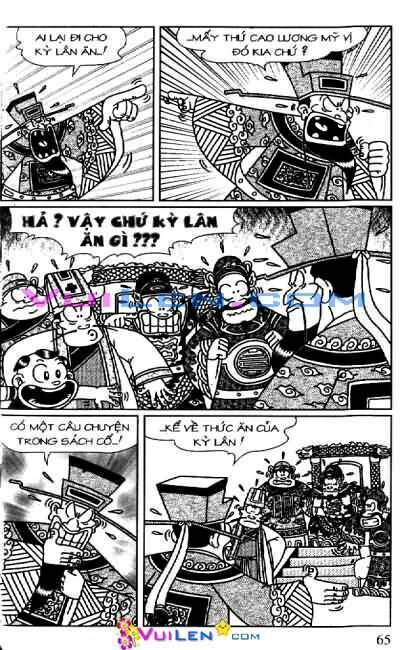 AI LẠI ĐI CHO
KỲ LÂN ĂN..!
...MẤY THỨ CAO LƯƠNG MỸ VỊ
ĐÓ KIA CHỨ ?
HẢ ? VẬY CHỨ KỲ LÂN
ĂN GÌ ???
VUILEN.COM
CÓ MỘT CÂU CHUYỆN
TRONG SÁCH CỔ..!
...KỂ VỀ THỨC ĂN CỦA
KỲ LÂN !
VUILEN.COM
65